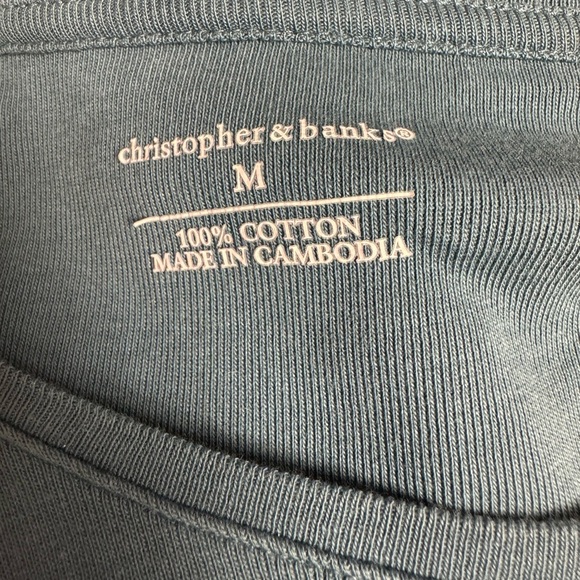 christopher & banks®
M
100% COTTON
MADE IN CAMBODIA